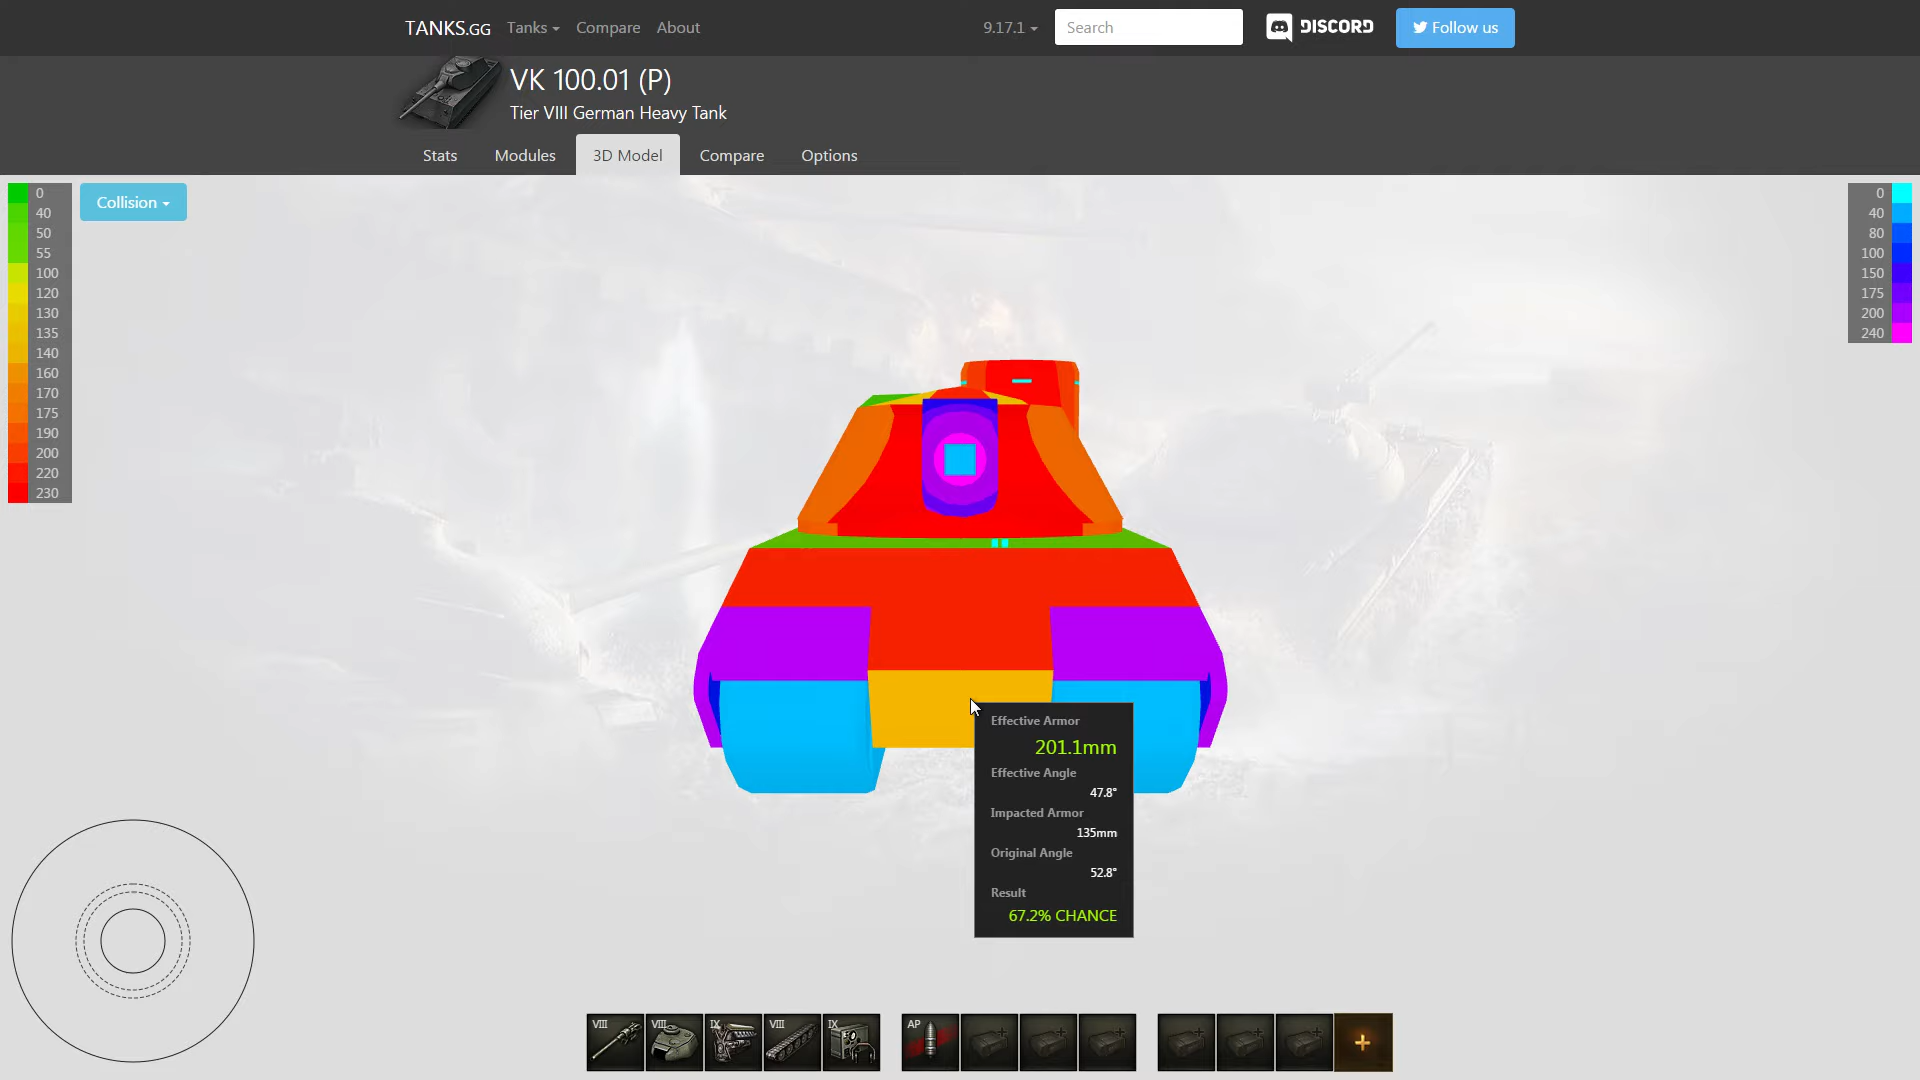 TANKS.GG Tanks Compare About 9.17.1 Search DISCORD Follow us
VK 100.01 (P)
Tier VIII German Heavy Tank
Stats Modules 3D Model Compare Options
Collision
0
40
50
55
100
120
130
135
140
160
170
175
190
200
220
230
0
40
80
100
150
175
200
240
Effective Armor
201.1mm
Effective Angle
47.8°
Impacted Armor
135mm
Original Angle
52.8°
Result
67.2% CHANCE
VIII VIII IX VIII IX AP